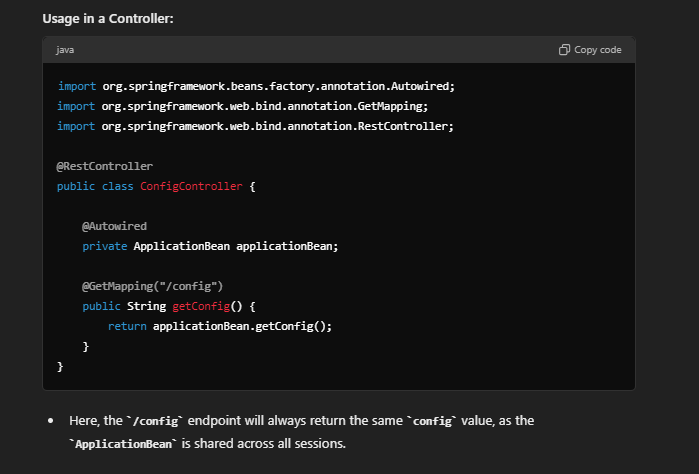 Usage in a Controller:
java
Copy code
import org.springframework.beans.factory.annotation.Autowired;
import org.springframework.web.bind.annotation.GetMapping;
import org.springframework.web.bind.annotation.RestController;
@RestController
public class ConfigController {
@Autowired
private ApplicationBean applicationBean;
@GetMapping("/config")
public String getConfig() {
return applicationBean.getConfig();
}
}
• Here, the `/config` endpoint will always return the same `config` value, as the
`ApplicationBean` is shared across all sessions.